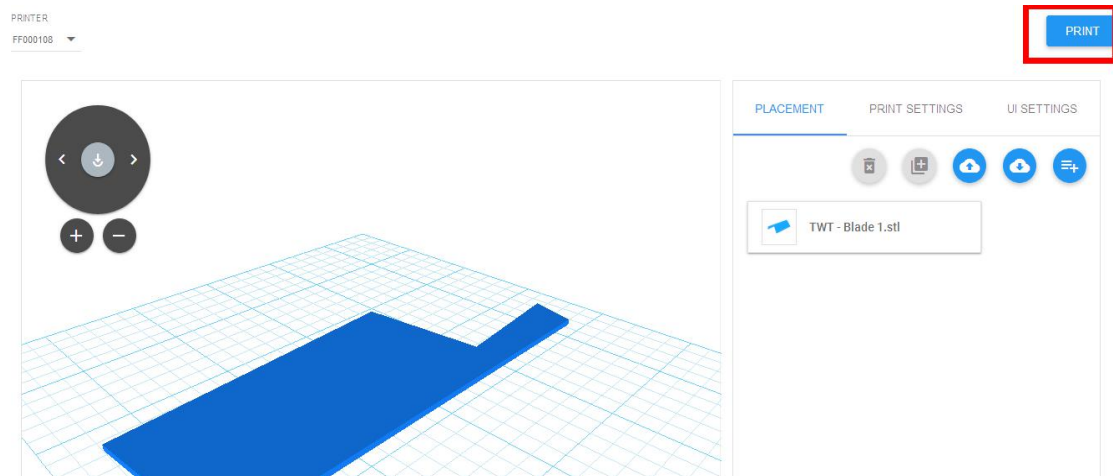 PRINTER
FF000108
PRINT
PLACEMENT PRINT SETTINGS UI SETTINGS
TWT - Blade 1.stl